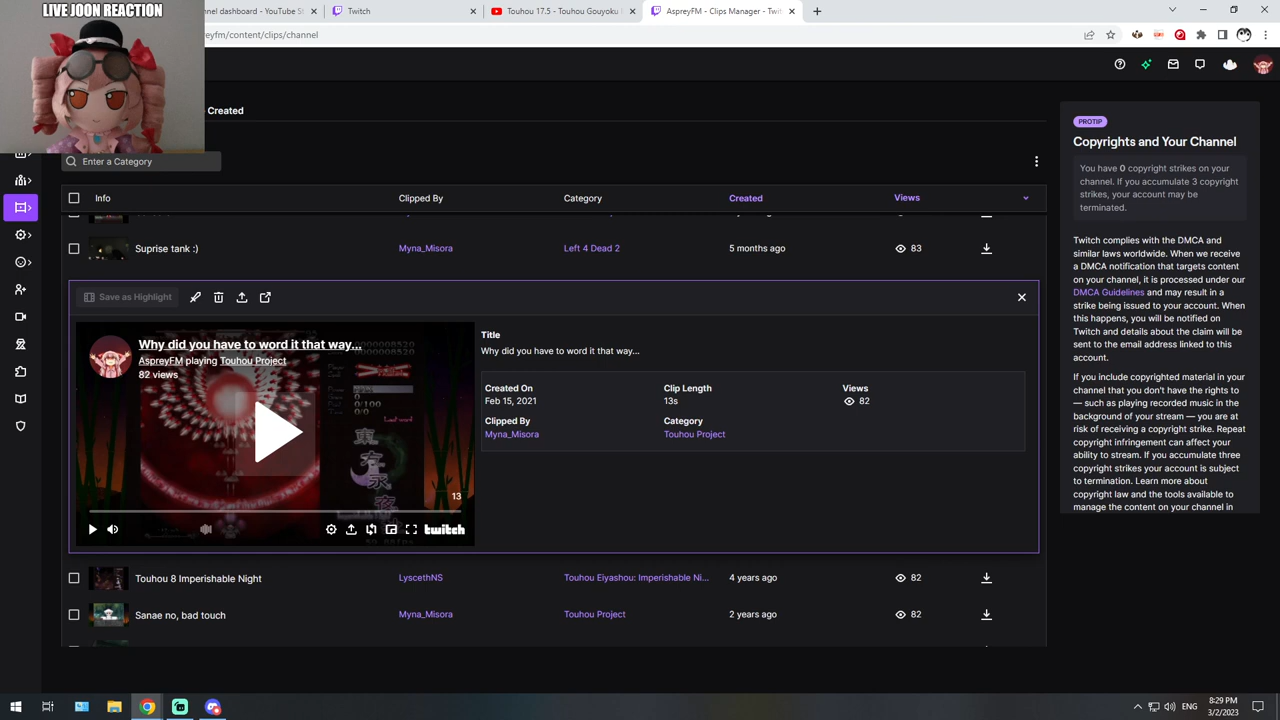 LIVE JOON REACTION
nnel dashboard - YouTube St
Twitch
Touhou 17.5 - Touhou Gouyoku
AspreyFM - Clips Manager - Twit
eyfm/content/clips/channel
Created
Enter a Category
Info
Clipped By
Category
Created
Views
Suprise tank :)
Myna_Misora
Left 4 Dead 2
5 months ago
83
Save as Highlight
Why did you have to word it that way...
AspreyFM playing Touhou Project
82 views
13
twitch
Title
Why did you have to word it that way...
Created On
Clip Length
Views
Feb 15, 2021
13s
82
Clipped By
Category
Myna_Misora
Touhou Project
Touhou 8 Imperishable Night
LyscethNS
Touhou Eiyashou: Imperishable Ni...
4 years ago
82
Sanae no, bad touch
Myna_Misora
Touhou Project
2 years ago
82
PROTIP
Copyrights and Your Channel
You have 0 copyright strikes on your
channel. If you accumulate 3 copyright
strikes, your account may be
terminated.
Twitch complies with the DMCA and
similar laws worldwide. When we receive
a DMCA notification that targets content
on your channel, it is processed under our
DMCA Guidelines and may result in a
strike being issued to your account. When
this happens, you will be notified on
Twitch and details about the claim will be
sent to the email address linked to this
account.
If you include copyrighted material in your
channel that you don't have the rights to
— such as playing recorded music in the
background of your stream — you are at
risk of receiving a copyright strike. Repeat
copyright infringement can affect your
ability to stream. If you accumulate three
copyright strikes your account is subject
to termination. Learn more about
copyright law and the tools available to
manage the content on your channel in
ENG
8:29 PM
3/2/2023